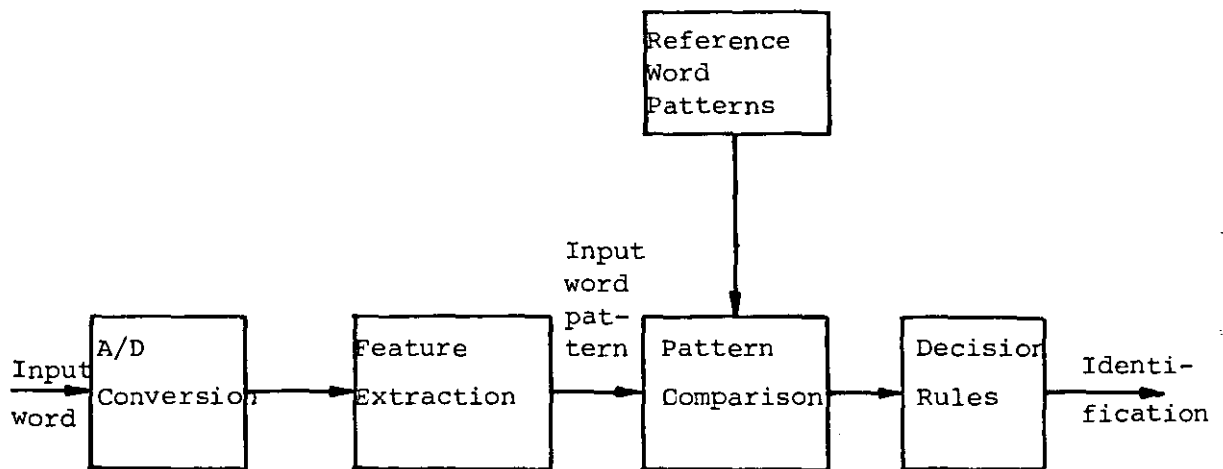 Reference
Word
Patterns
Input
word
pat-
tern
Input
word
A/D
Conversion
Feature
Extraction
Pattern
Comparison
Decision
Rules
Identi-
fication